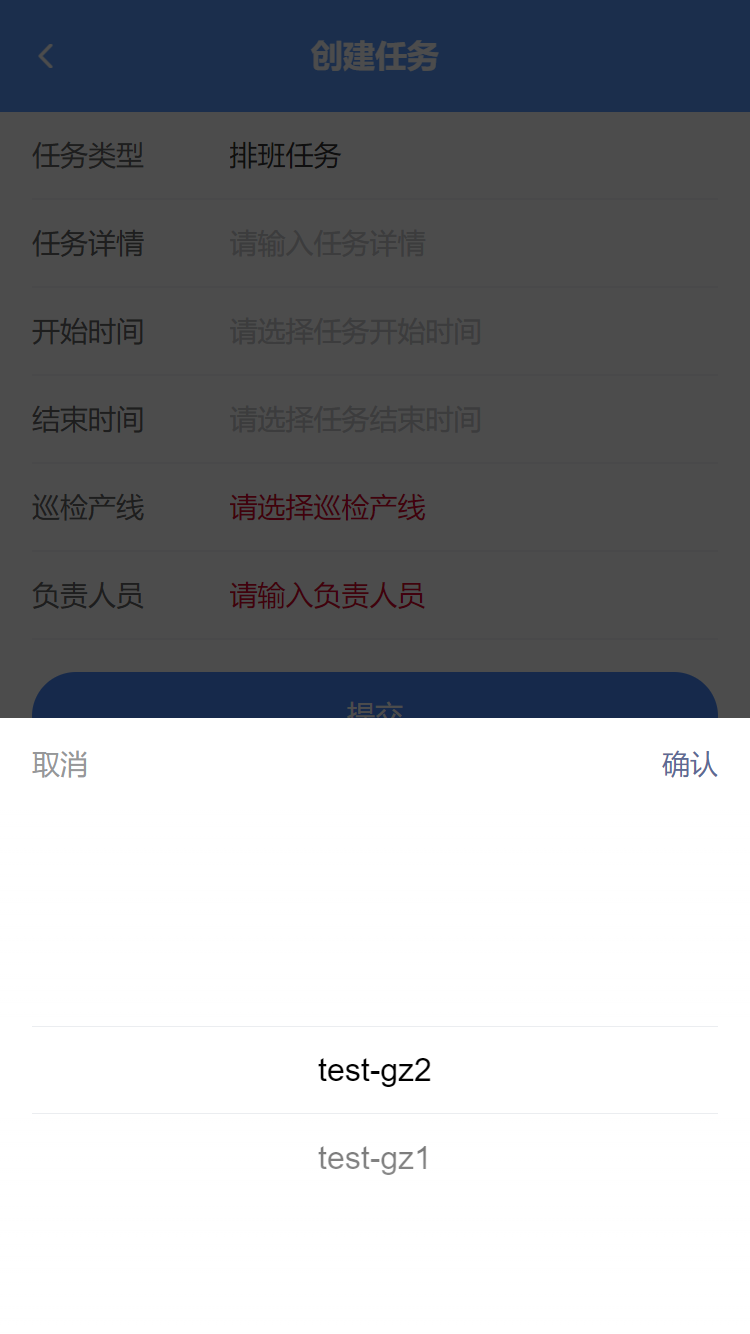 创建任务
任务类型 排班任务
任务详情 请输入任务详情
开始时间 请选择任务开始时间
结束时间 请选择任务结束时间
巡检产线 请选择巡检产线
负责人员 请输入负责人员
提交
取消 确认
test-gz2
test-gz1